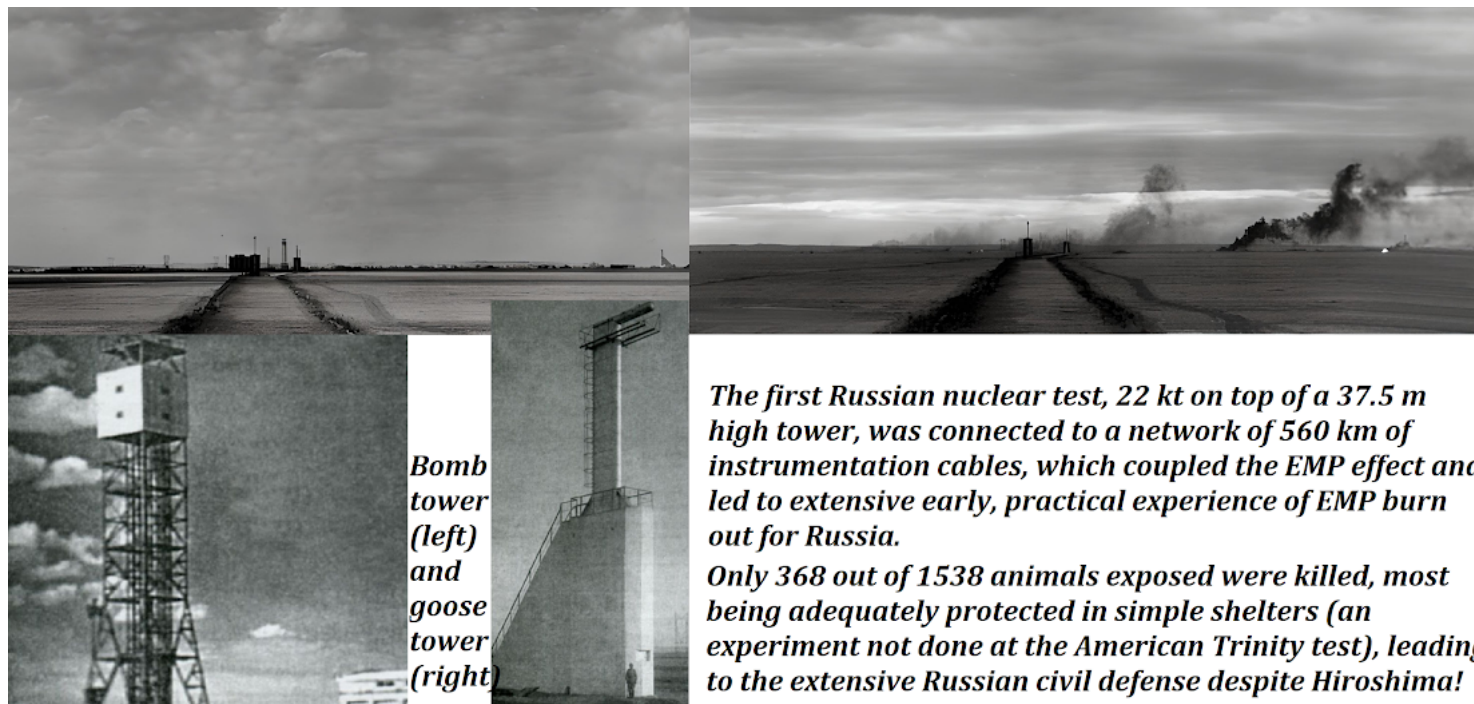 Bomb
tower
(left)
and
goose
tower
(right)
The first Russian nuclear test, 22 kt on top of a 37.5 m
high tower, was connected to a network of 560 km of
instrumentation cables, which coupled the EMP effect and
led to extensive early, practical experience of EMP burn
out for Russia.
Only 368 out of 1538 animals exposed were killed, most
being adequately protected in simple shelters (an
experiment not done at the American Trinity test), leading
to the extensive Russian civil defense despite Hiroshima!